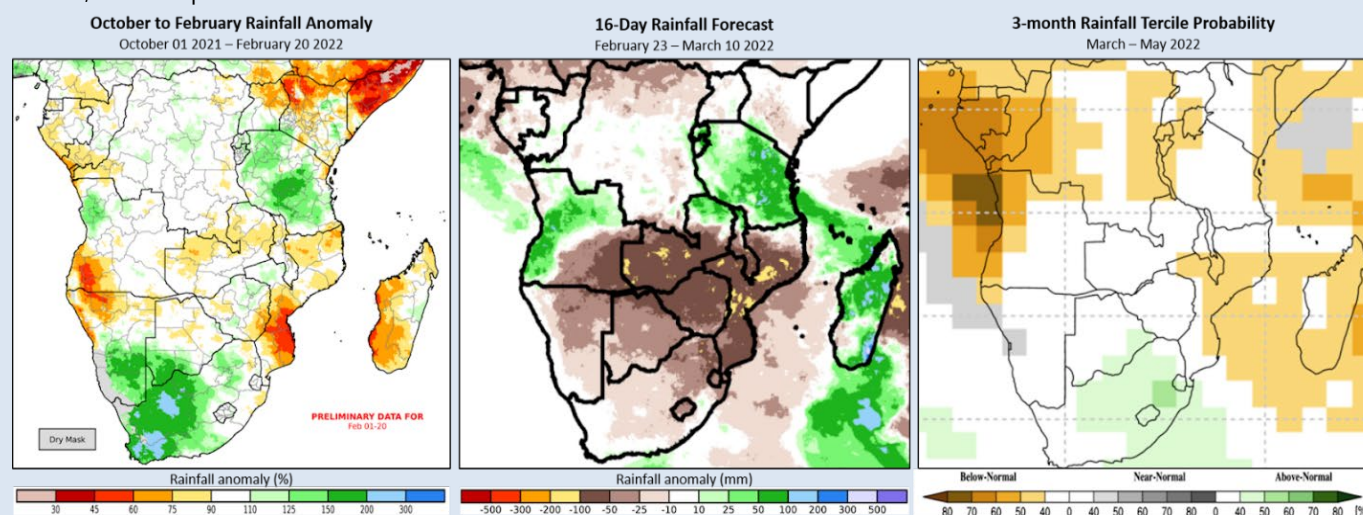 October to February Rainfall Anomaly
October 01 2021 – February 20 2022
16-Day Rainfall Forecast
February 23 – March 10 2022
3-month Rainfall Tercile Probability
March – May 2022
PRELIMINARY DATA FOR
Feb 01-20
Dry Mask
Rainfall anomaly (%)
30 45 60 75 90 110 125 150 200 300
Rainfall anomaly (mm)
-500 -300 -200 -100 -50 -25 -10 10 25 50 100 200 300 500
Below-Normal Near-Normal Above-Normal
80 70 60 50 40 0 40 50 60 70 80 0 40 50 60 70 80